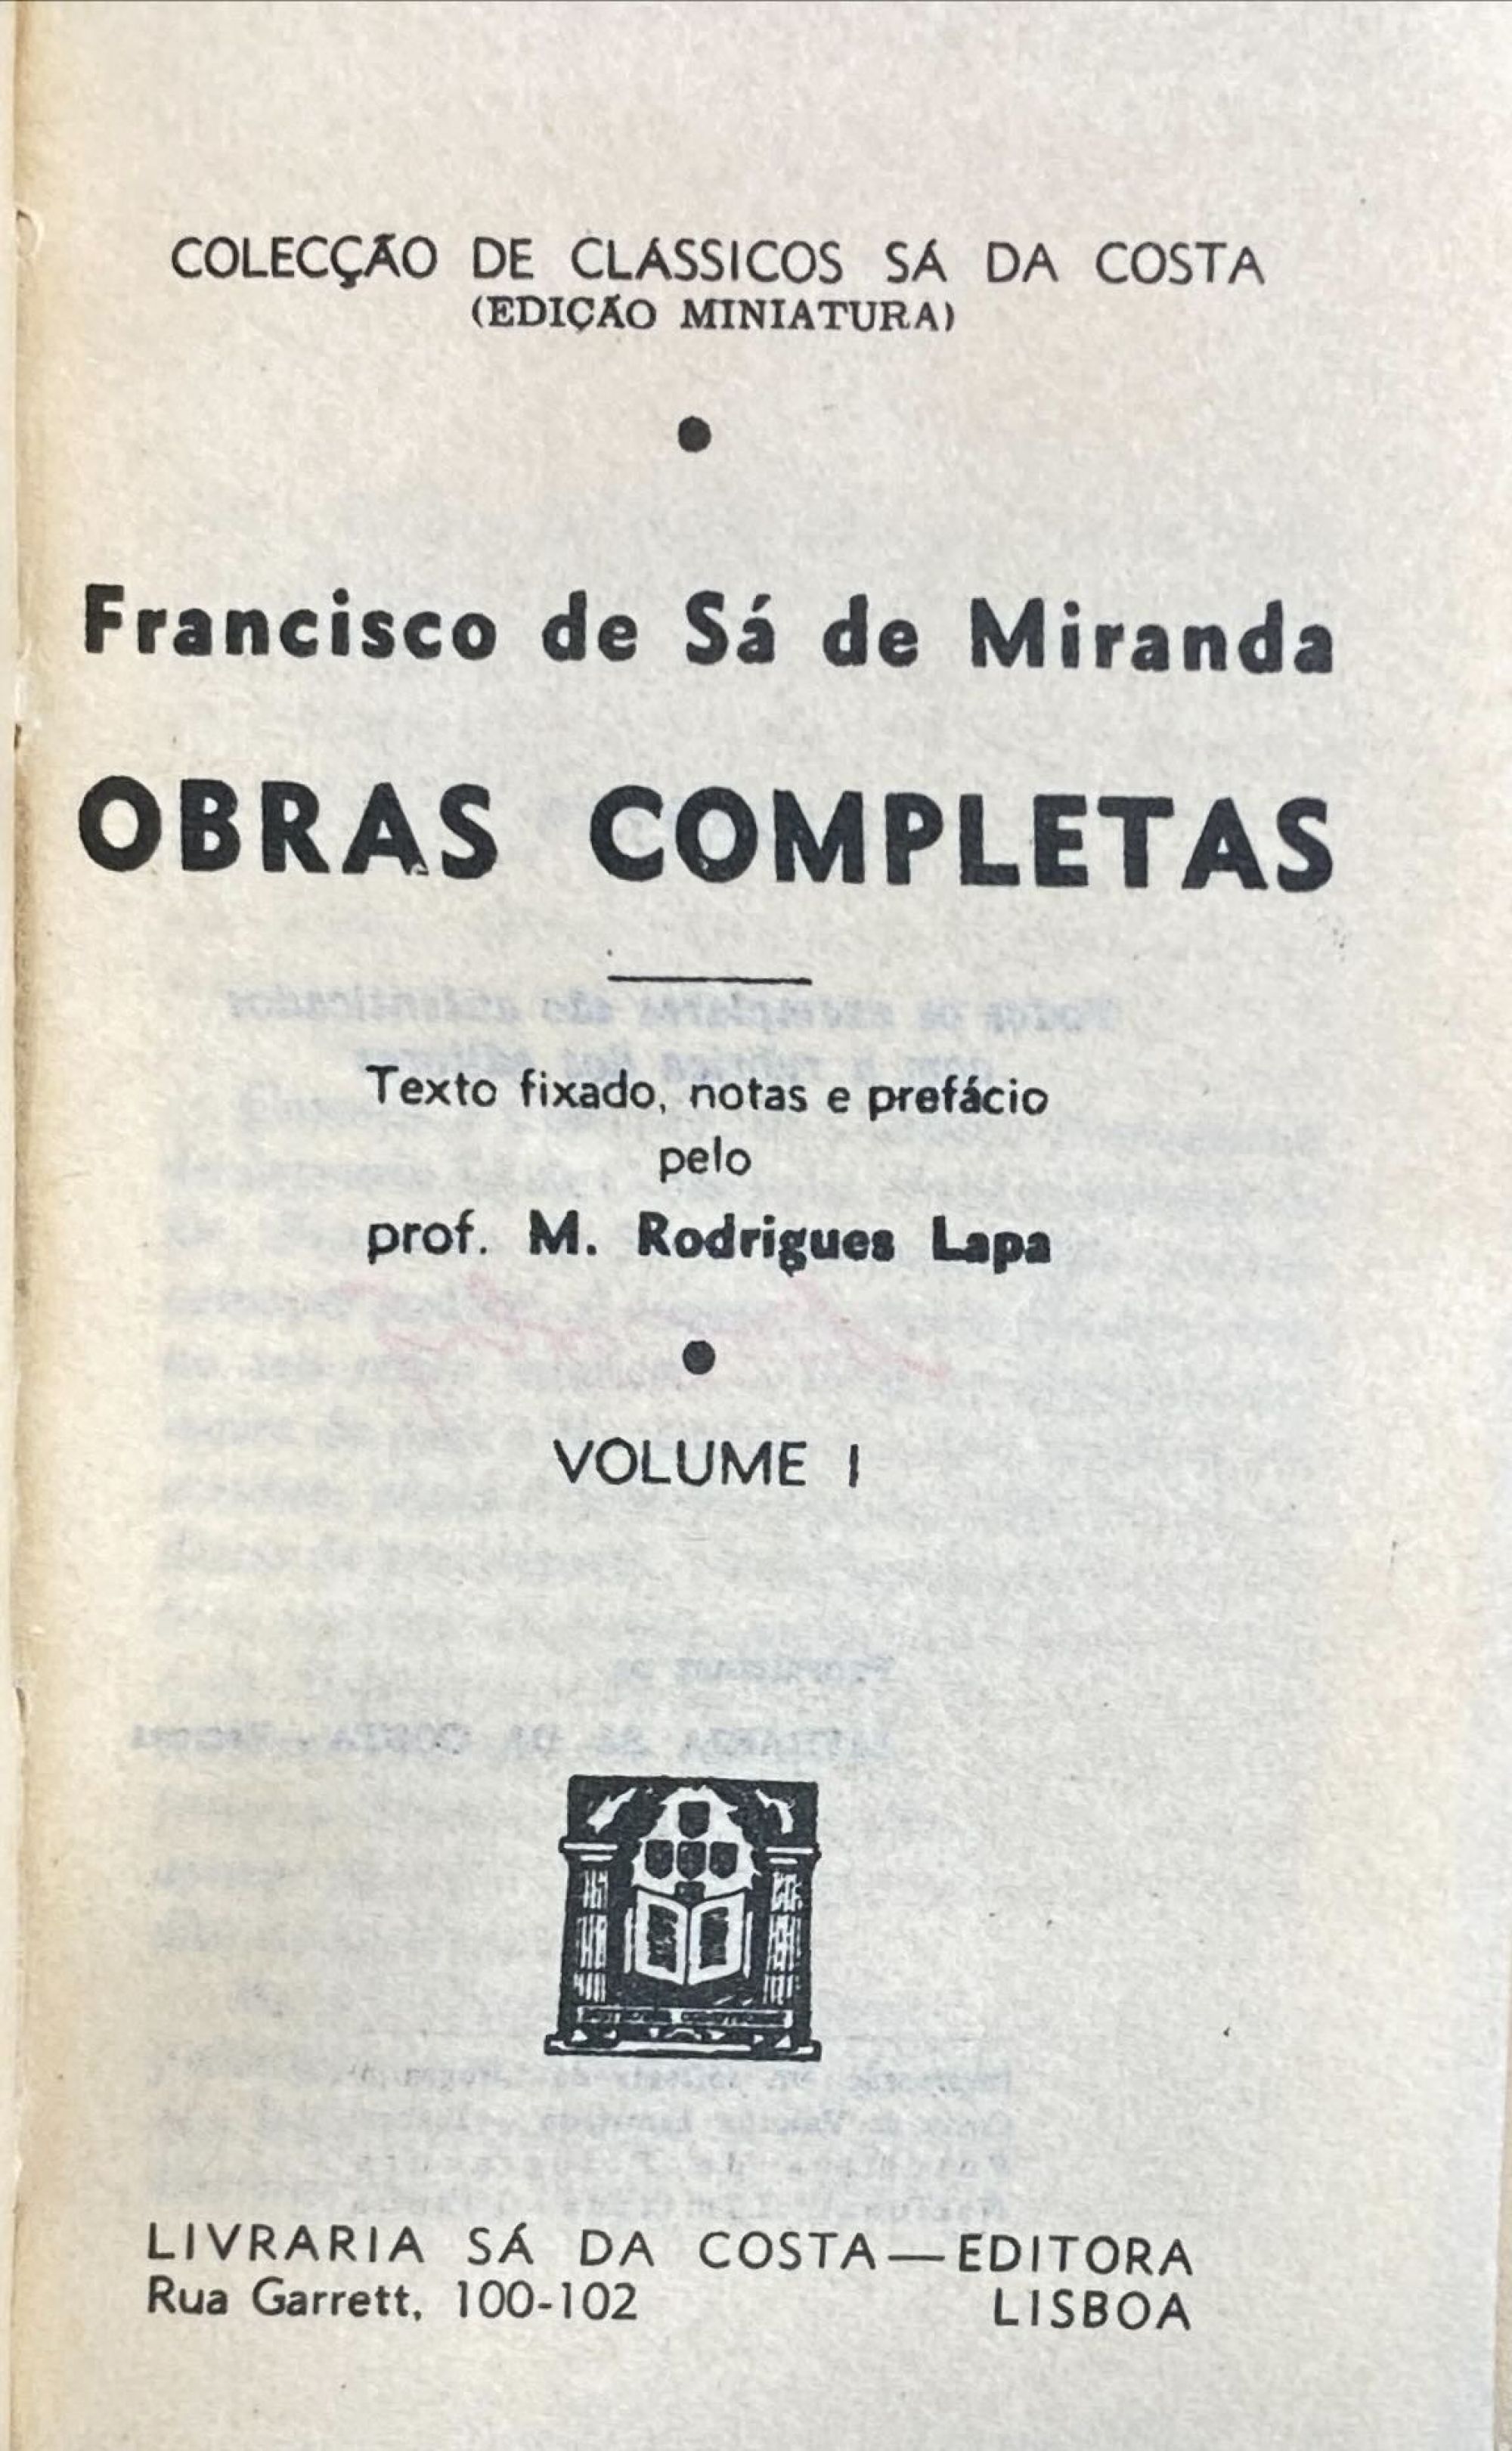 COLECÇÃO DE CLÁSSICOS SÁ DA COSTA
(EDIÇÃO MINIATURA)
Francisco de Sá de Miranda
OBRAS COMPLETAS
Texto fixado, notas e prefácio
pelo
prof. M. Rodrigues Lapa
VOLUME I
LIVRARIA SÁ DA COSTA—EDITORA
Rua Garrett, 100-102 LISBOA